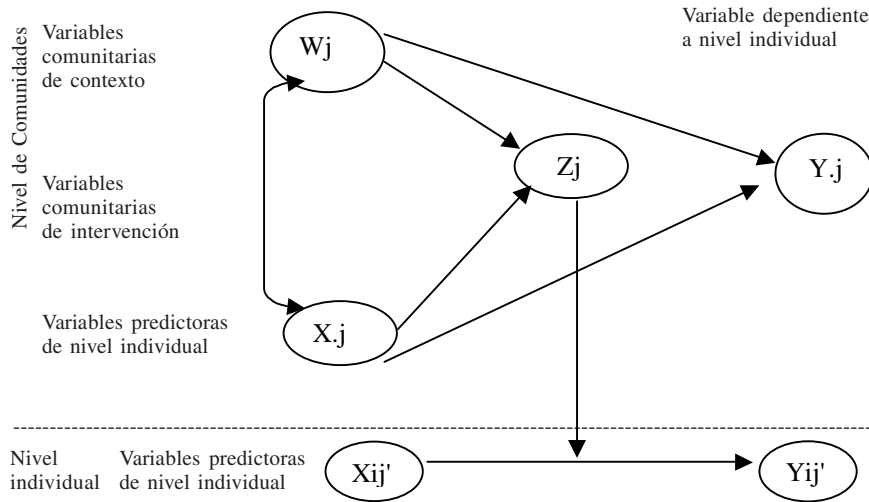 Nivel de Comunidades
Variables
comunitarias
de contexto
Wj
Variable dependiente
a nivel individual
Variables
comunitarias
de intervención
Zj
Y.j
Variables predictoras
de nivel individual
X.j
Nivel
individual
Variables predictoras
de nivel individual
Xij'
Yij'